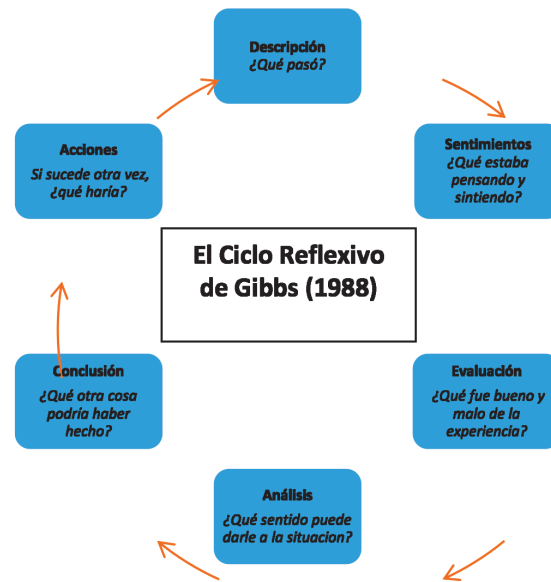 Descripción
¿Qué pasó?
Sentimientos
¿Qué estaba
pensando y
sintiendo?
Evaluación
¿Qué fue bueno y
malo de la
experiencia?
Análisis
¿Qué sentido puede
darle a la situacion?
Conclusión
¿Qué otra cosa
podría haber
hecho?
Acciones
Si sucede otra vez,
¿qué haría?
El Ciclo Reflexivo
de Gibbs (1988)